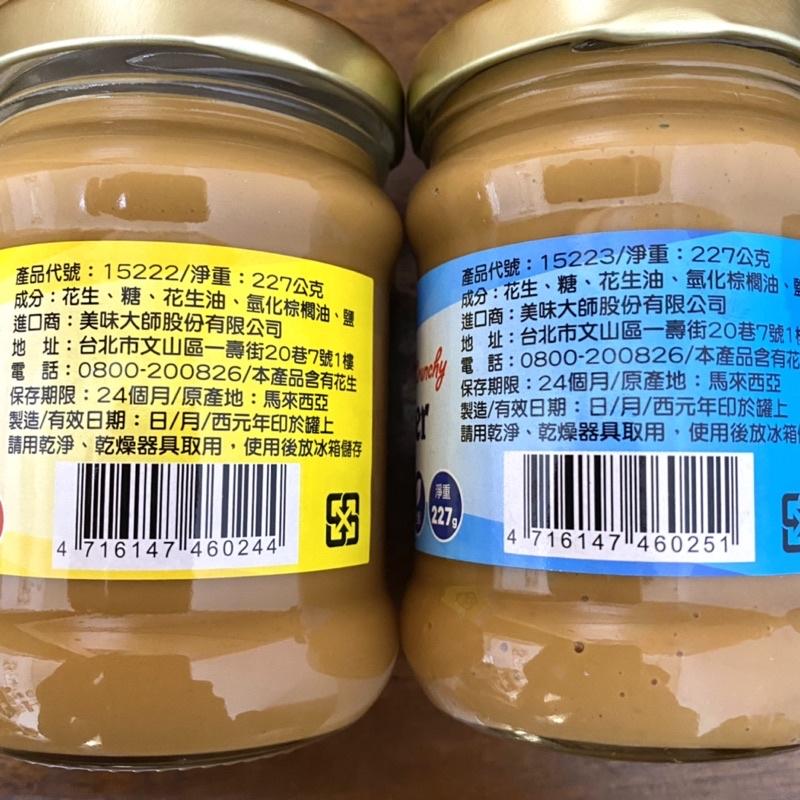 產品代號：15222/淨重：227公克
成分：花生、糖、花生油、氫化棕櫚油、鹽
進口商：美味大師股份有限公司
地 址：台北市文山區一壽街20巷7號1樓
電 話：0800-200826/本產品含有花生
保存期限：24個月/原產地：馬來西亞
製造/有效日期：日/月/西元年印於罐上
請用乾淨、乾燥器具取用，使用後放冰箱儲存
4 716147 460244
產品代號：15223/淨重：227公克
成分：花生、糖、花生油、氫化棕櫚油、鹽
進口商：美味大師股份有限公司
地 址：台北市文山區一壽街20巷7號1樓
電 話：0800-200826/本產品含有花
保存期限：24個月/原產地：馬來西亞
製造/有效日期：日/月/西元年印於罐上
請用乾淨、乾燥器具取用，使用後放冰箱儲存
淨重
227g
4 716147 460251